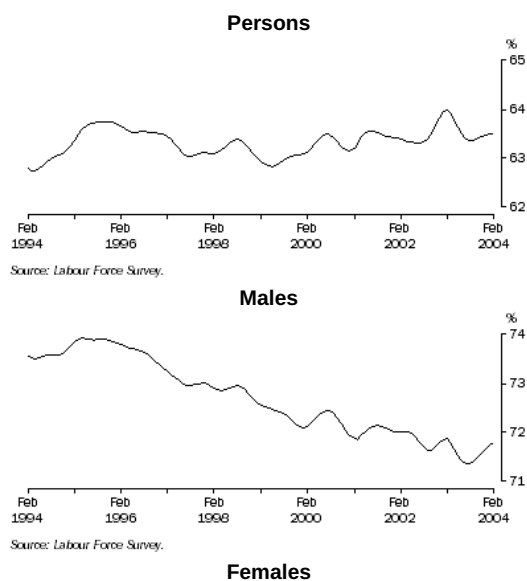 Persons
%
65
64
63
62
Feb Feb Feb Feb Feb Feb
1994 1996 1998 2000 2002 2004
Source: Labour Force Survey.
Males
%
74
73
72
71
Feb Feb Feb Feb Feb Feb
1994 1996 1998 2000 2002 2004
Source: Labour Force Survey.
Females